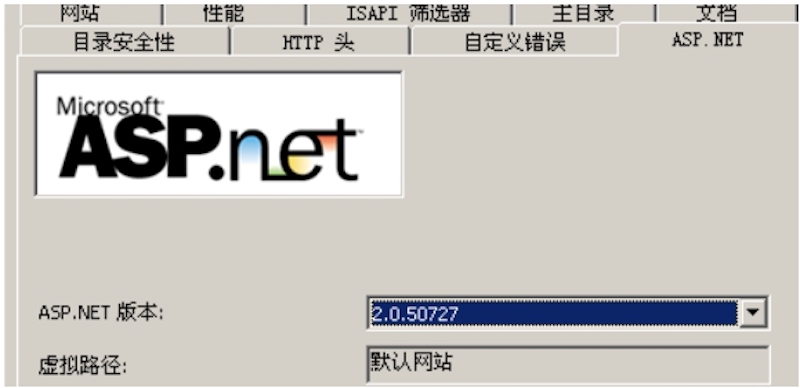 网站 性能 ISAPI 筛选器 主目录 文档
目录安全性 HTTP 头 自定义错误 ASP.NET
Microsoft
ASP.net
ASP.NET 版本:
2.0.50727
虚拟路径:
默认网站